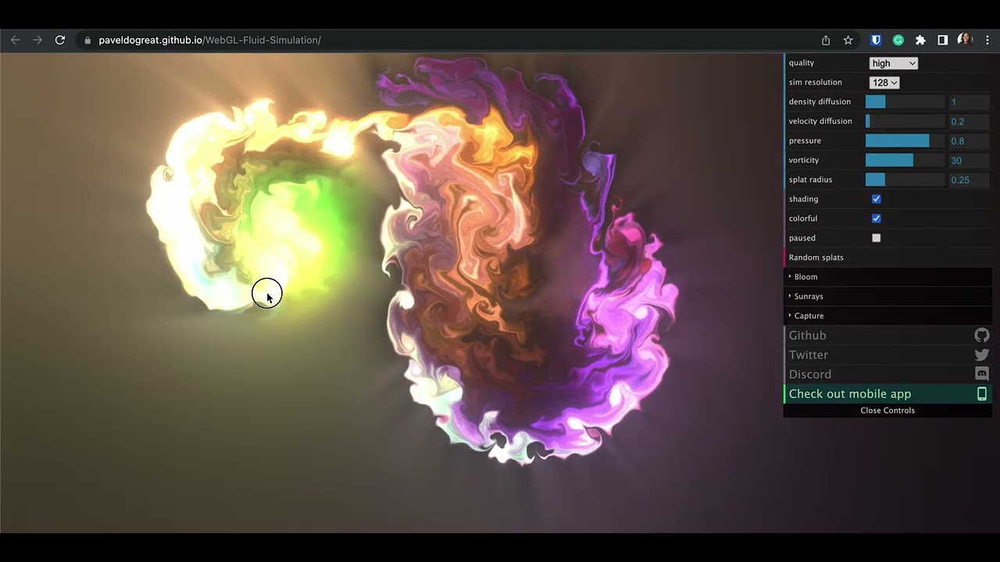 paveldogreat.github.io/WebGL-Fluid-Simulation/
quality high
sim resolution 128
density diffusion 1
velocity diffusion 0.2
pressure 0.8
vorticity 30
splat radius 0.25
shading
colorful
paused
Random splats
Bloom
Sunrays
Capture
Github
Twitter
Discord
Check out mobile app
Close Controls